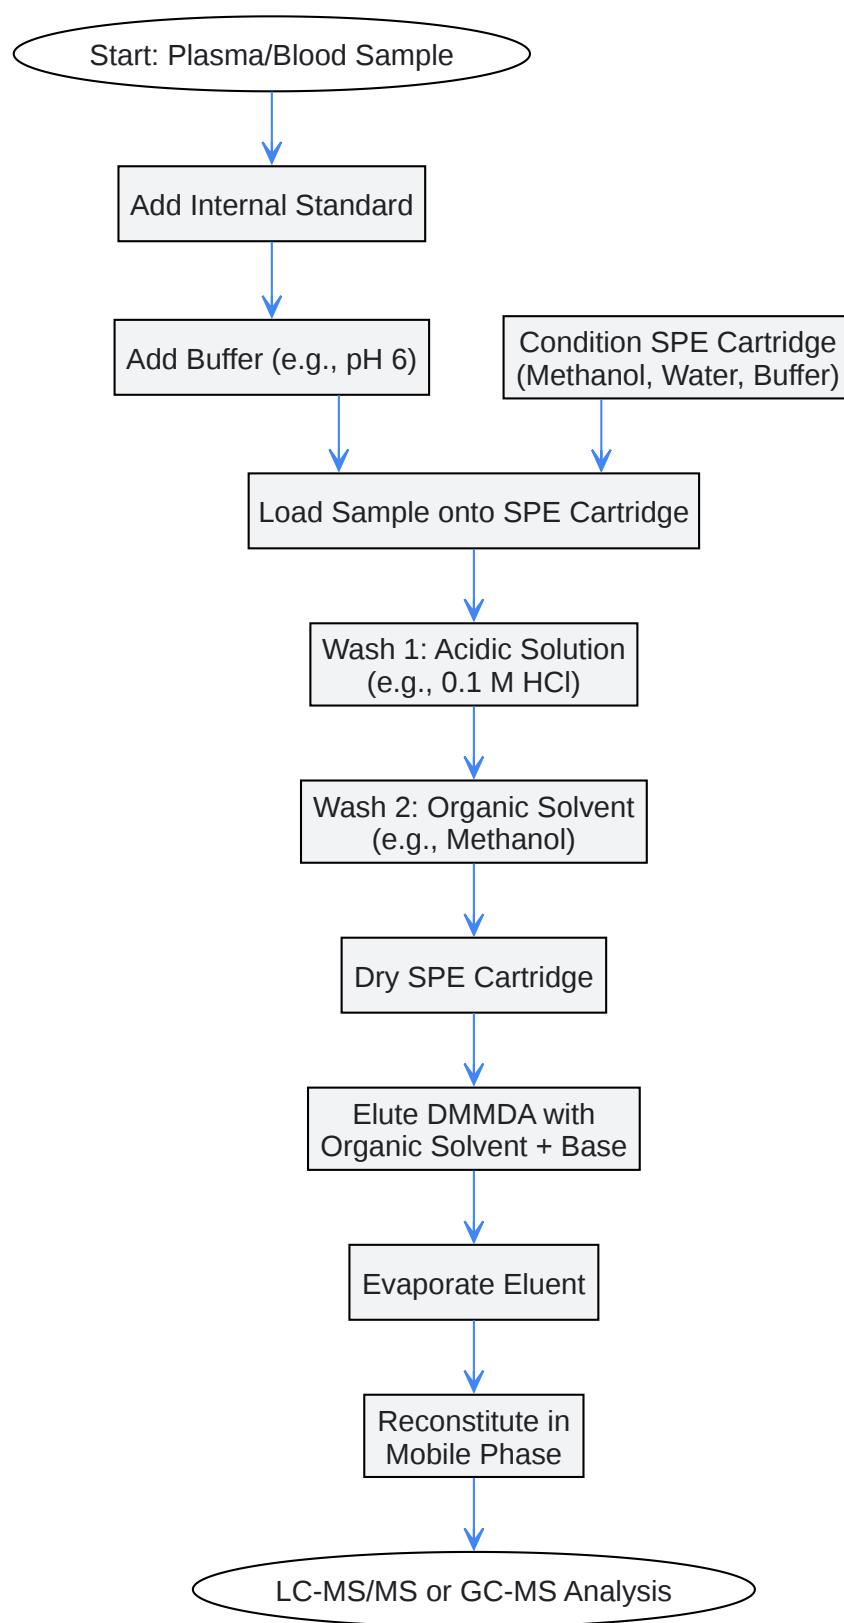 Start: Plasma/Blood Sample
Add Internal Standard
Add Buffer (e.g., pH 6)
Condition SPE Cartridge
(Methanol, Water, Buffer)
Load Sample onto SPE Cartridge
Wash 1: Acidic Solution
(e.g., 0.1 M HCl)
Wash 2: Organic Solvent
(e.g., Methanol)
Dry SPE Cartridge
Elute DMMDA with
Organic Solvent + Base
Evaporate Eluent
Reconstitute in
Mobile Phase
LC-MS/MS or GC-MS Analysis